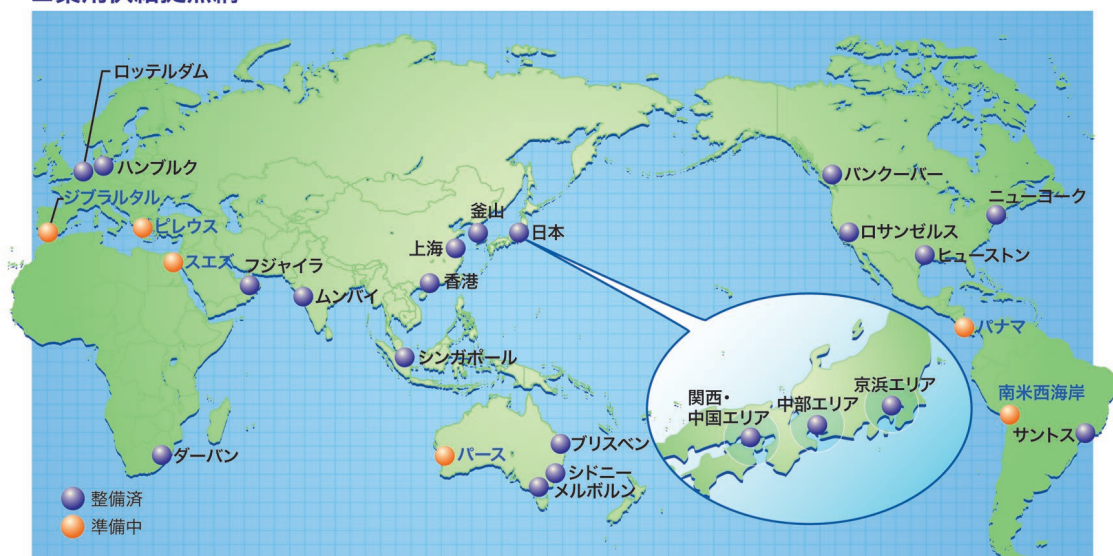 ロッテルダム
ハンブルク
ジブラルタル
ピレウス
スエズ
フジャイラ
ムンバイ
釜山
日本
上海
香港
シンガポール
バンクーバー
ニューヨーク
ロサンゼルス
ヒューストン
パナマ
南米西海岸
サントス
関西・
中国エリア
中部エリア
京浜エリア
ダーバン
パース
ブリスベン
シドニー
メルボルン
整備済
準備中